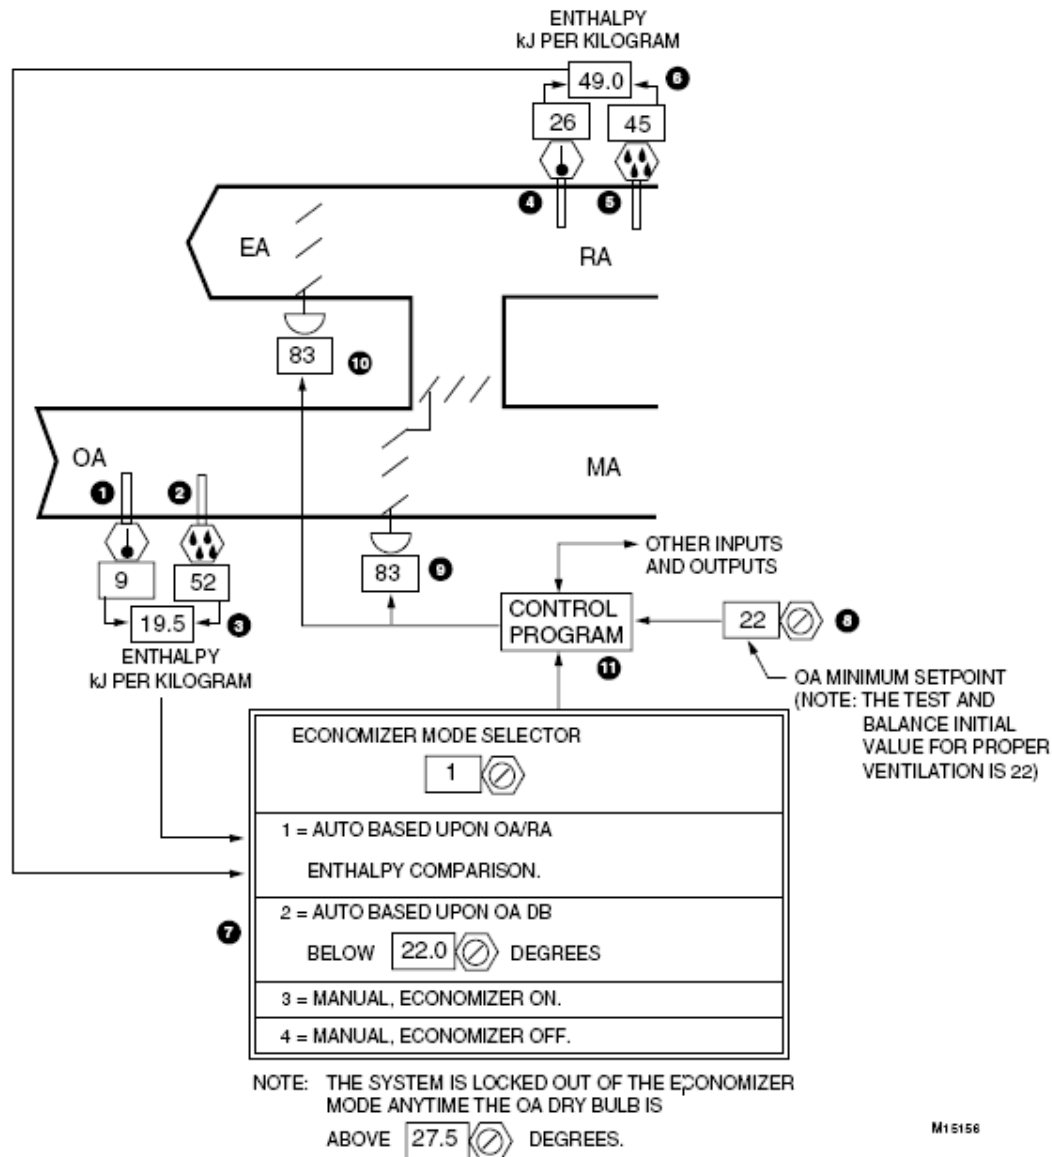 ENTHALPY
kJ PER KILOGRAM
49.0
6
26
45
4
5
EA
RA
83
10
OA
MA
1
2
9
52
83
9
OTHER INPUTS
AND OUTPUTS
19.5
3
CONTROL
PROGRAM
22
8
ENTHALPY
kJ PER KILOGRAM
11
OA MINIMUM SETPOINT
(NOTE: THE TEST AND
BALANCE INITIAL
VALUE FOR PROPER
VENTILATION IS 22)
ECONOMIZER MODE SELECTOR
1
1 = AUTO BASED UPON OA/RA
ENTHALPY COMPARISON.
2 = AUTO BASED UPON OA DB
7
BELOW 22.0 DEGREES
3 = MANUAL, ECONOMIZER ON.
4 = MANUAL, ECONOMIZER OFF.
NOTE: THE SYSTEM IS LOCKED OUT OF THE ECONOMIZER
MODE ANYTIME THE OA DRY BULB IS
ABOVE 27.5 DEGREES.
M15156